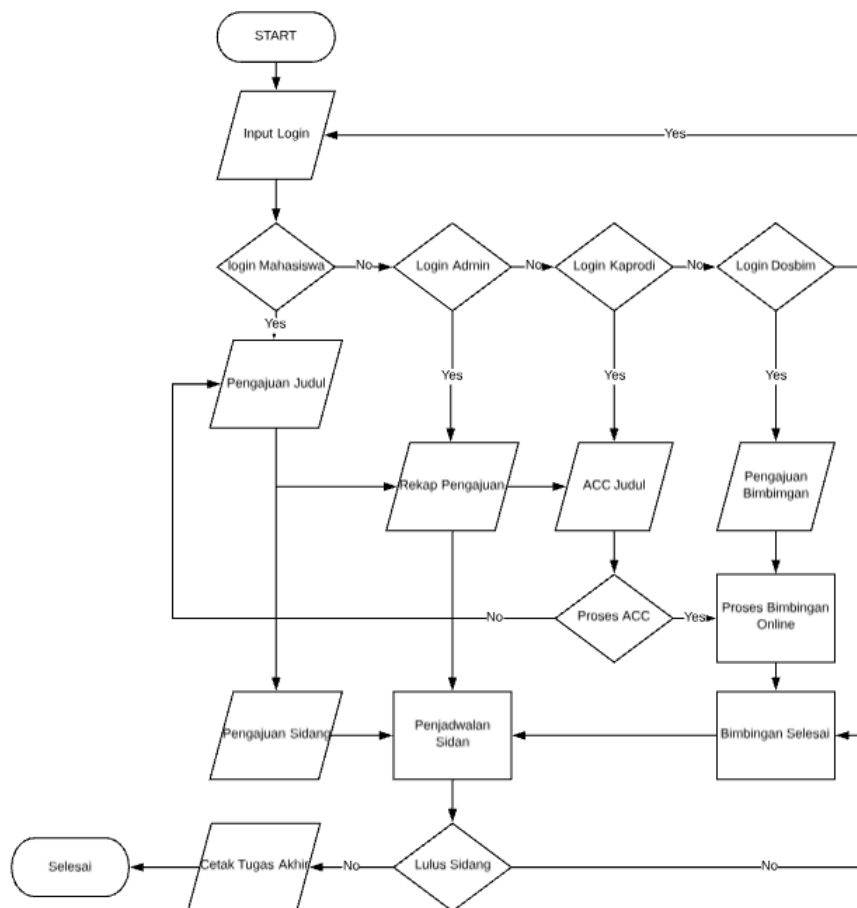 START
Input Login
Yes
login Mahasiswa
No
Login Admin
No
Login Kaprodi
No
Login Dosbim
Yes
Pengajuan Judul
Yes
Yes
Yes
Rekap Pengajuan
ACC Judul
Pengajuan
Bimbimgan
No
Proses ACC
Yes
Proses Bimbingan
Online
Pengajuan Sidang
Penjadwalan
Sidan
Bimbingan Selesai
Selesai
Cetak Tugas Akhir
No
Lulus Sidang
No